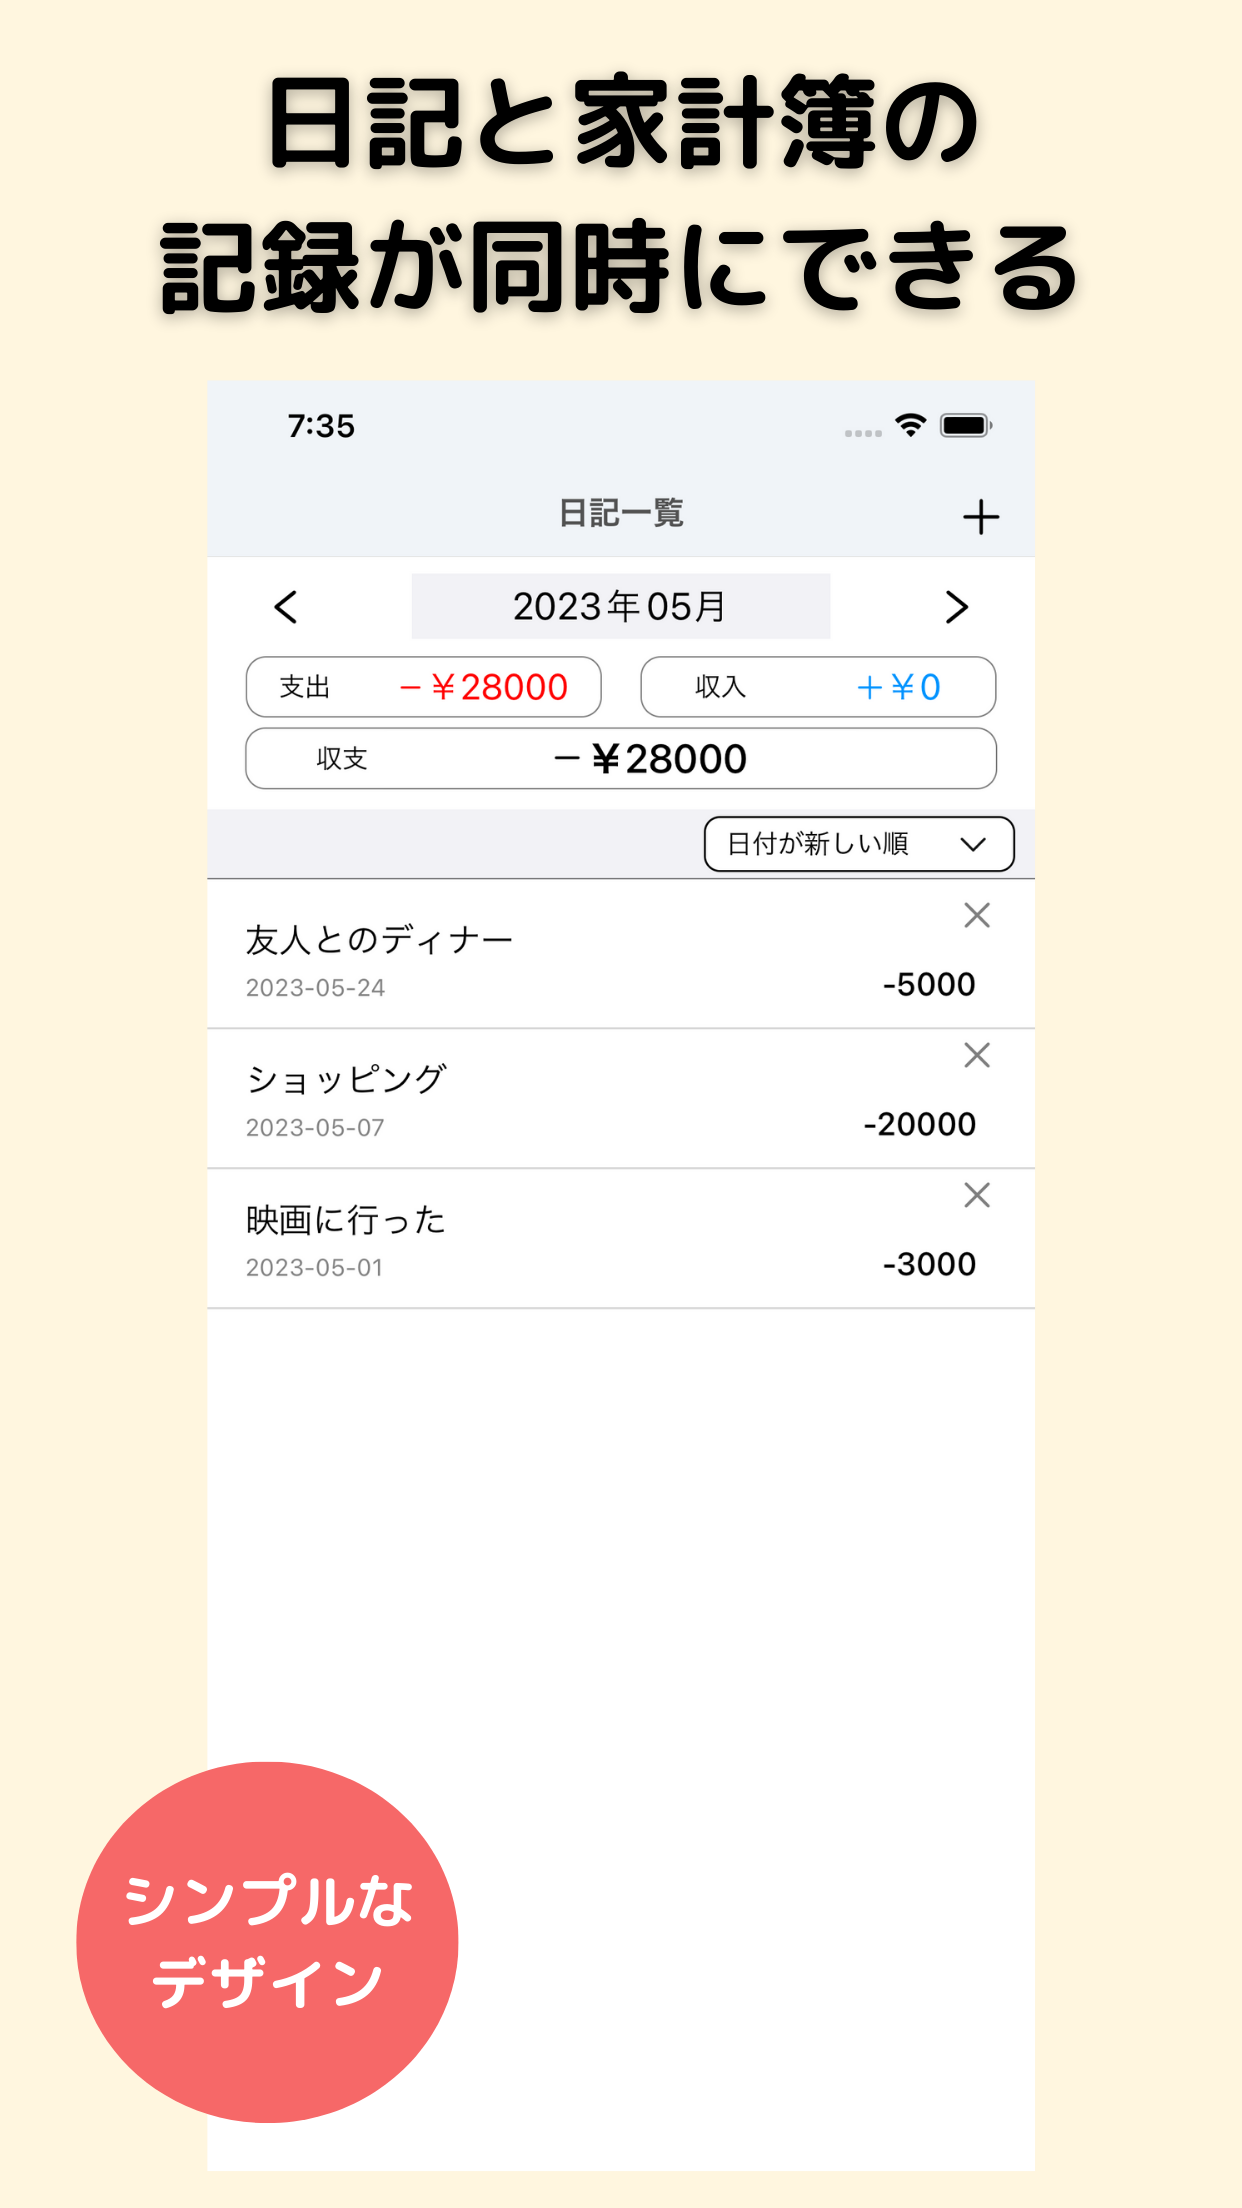 日記と家計簿の
記録が同時にできる
7:35
日記一覧
2023年05月
支出 −￥28000 収入 +￥0
収支 −￥28000
日付が新しい順
友人とのディナー
2023-05-24 -5000
ショッピング
2023-05-07 -20000
映画に行った
2023-05-01 -3000
シンプルな
デザイン